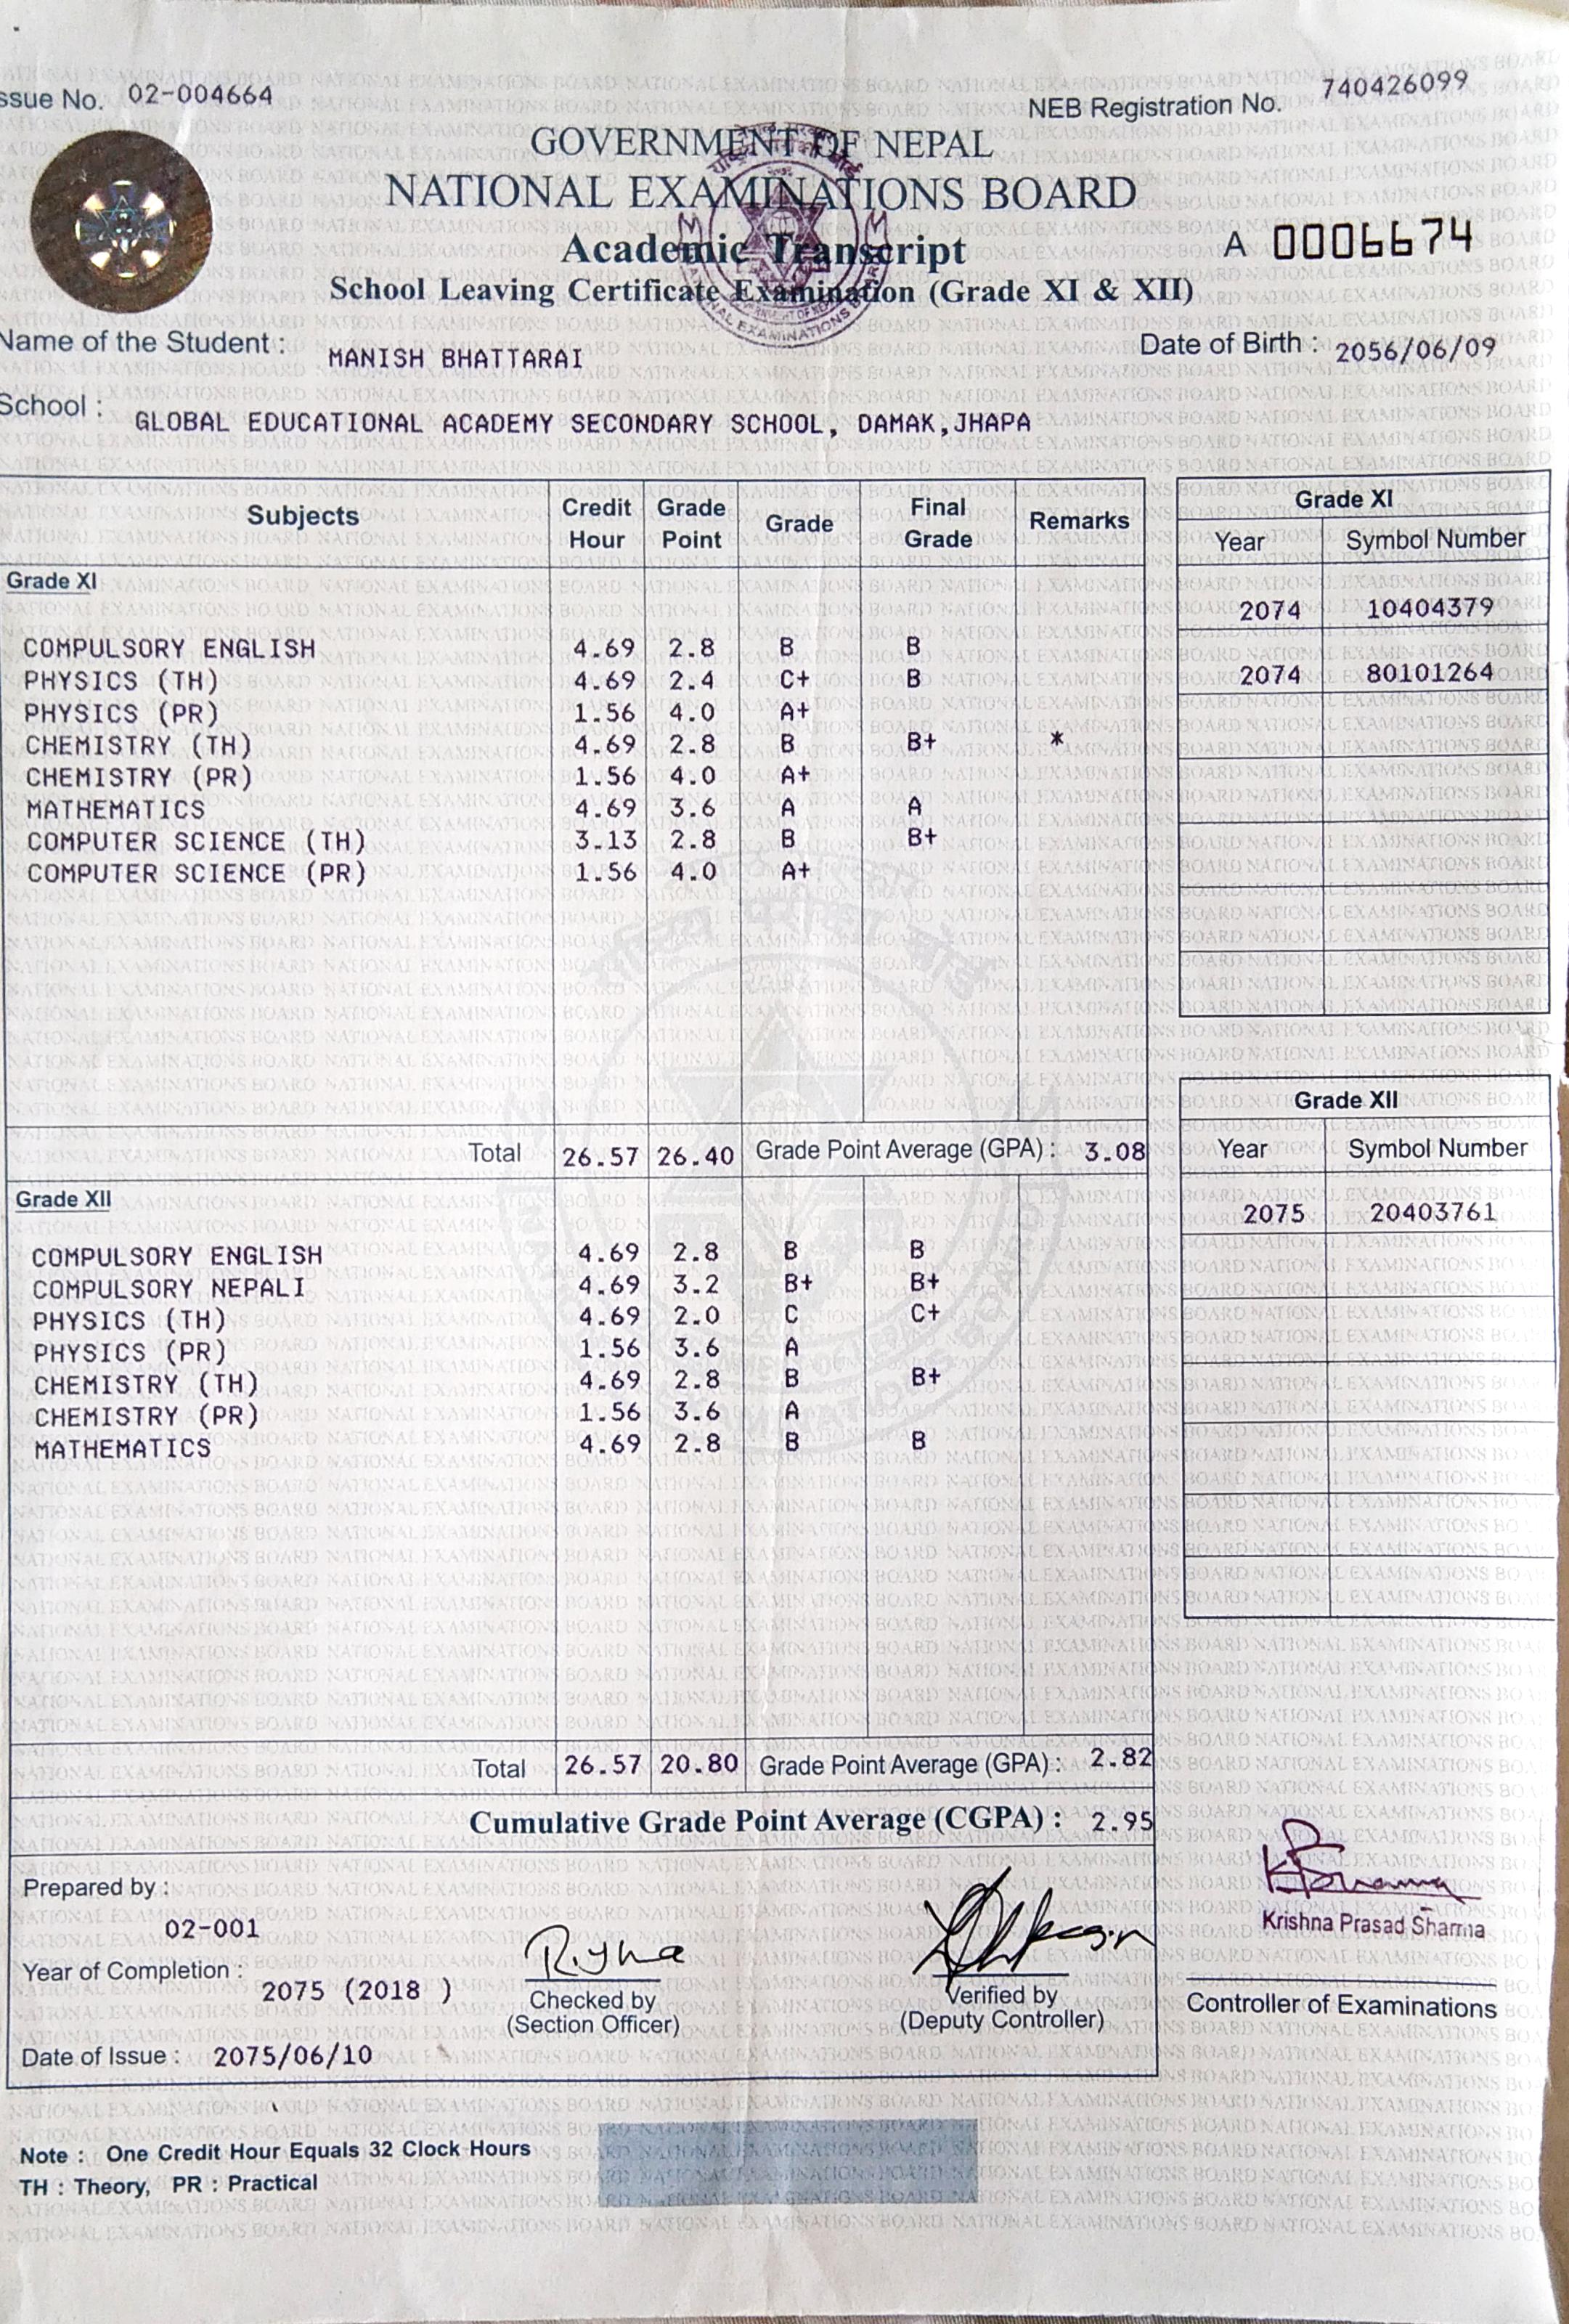 ssue No. 02-004664
NEB Registration No. 740426099
GOVERNMENT OF NEPAL
NATIONAL EXAMINATIONS BOARD
Academic Transcript
A 0006674
School Leaving Certificate Examination (Grade XI & XII)
Name of the Student : MANISH BHATTARAI
Date of Birth : 2056/06/09
School : GLOBAL EDUCATIONAL ACADEMY SECONDARY SCHOOL, DAMAK,JHAPA
Subjects Credit Hour Grade Point Grade Final Grade Remarks
Grade XI
COMPULSORY ENGLISH 4.69 2.8 B B
PHYSICS (TH) 4.69 2.4 C+ B
PHYSICS (PR) 1.56 4.0 A+
CHEMISTRY (TH) 4.69 2.8 B B+ *
CHEMISTRY (PR) 1.56 4.0 A+
MATHEMATICS 4.69 3.6 A A
COMPUTER SCIENCE (TH) 3.13 2.8 B B+
COMPUTER SCIENCE (PR) 1.56 4.0 A+
Total 26.57 26.40 Grade Point Average (GPA) : 3.08
Grade XII
COMPULSORY ENGLISH 4.69 2.8 B B
COMPULSORY NEPALI 4.69 3.2 B+ B+
PHYSICS (TH) 4.69 2.0 C C+
PHYSICS (PR) 1.56 3.6 A
CHEMISTRY (TH) 4.69 2.8 B B+
CHEMISTRY (PR) 1.56 3.6 A
MATHEMATICS 4.69 2.8 B B
Total 26.57 20.80 Grade Point Average (GPA) : 2.82
Cumulative Grade Point Average (CGPA) : 2.95
Grade XI
Year Symbol Number
2074 10404379
2074 80101264
Grade XII
Year Symbol Number
2075 20403761
Prepared by :
02-001
Year of Completion : 2075 (2018 )
Date of Issue : 2075/06/10
Checked by
(Section Officer)
Verified by
(Deputy Controller)
Krishna Prasad Sharma
Controller of Examinations
Note : One Credit Hour Equals 32 Clock Hours
TH : Theory, PR : Practical